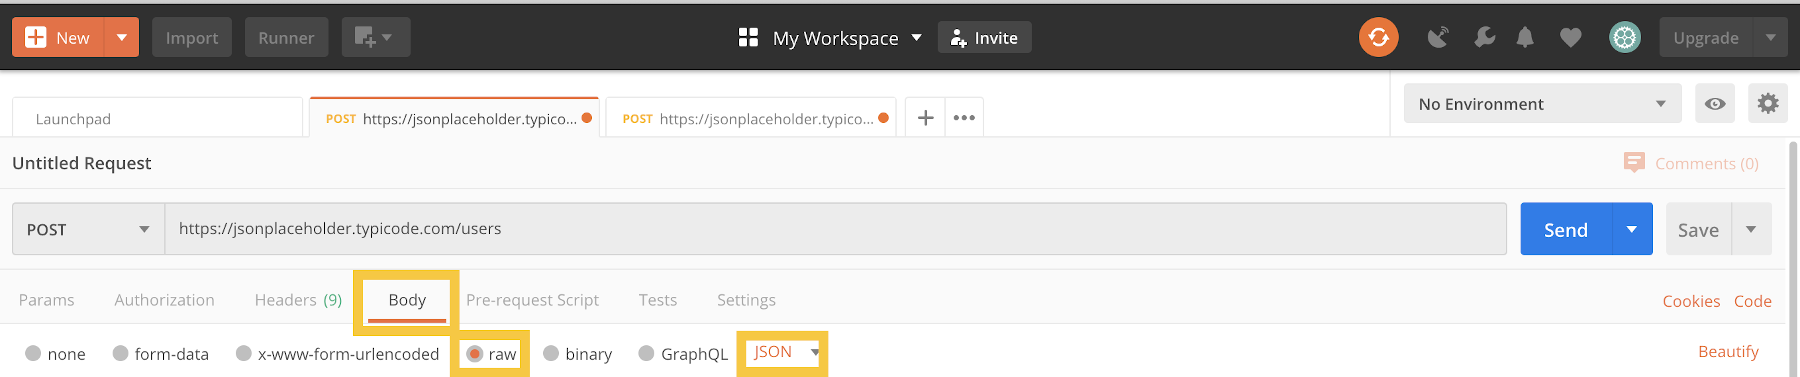 New Import Runner My Workspace Invite Upgrade
Launchpad POST https://jsonplaceholder.typico... POST https://jsonplaceholder.typico... + ••• No Environment
Untitled Request Comments (0)
POST https://jsonplaceholder.typicode.com/users Send Save
Params Authorization Headers (9) Body Pre-request Script Tests Settings Cookies Code
none form-data x-www-form-urlencoded raw binary GraphQL JSON Beautify